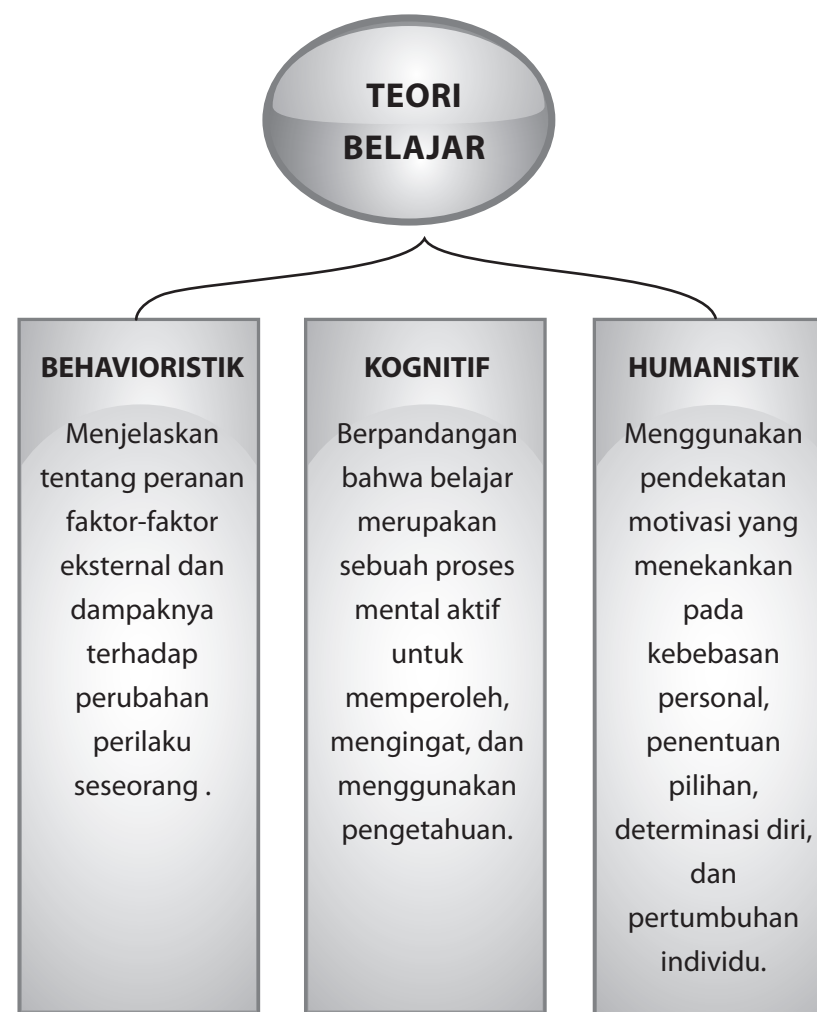 TEORI
BELAJAR
BEHAVIORISTIK
Menjelaskan
tentang peranan
faktor-faktor
eksternal dan
dampaknya
terhadap
perubahan
perilaku
seseorang .
KOGNITIF
Berpandangan
bahwa belajar
merupakan
sebuah proses
mental aktif
untuk
memperoleh,
mengingat, dan
menggunakan
pengetahuan.
HUMANISTIK
Menggunakan
pendekatan
motivasi yang
menekankan
pada
kebebasan
personal,
penentuan
pilihan,
determinasi diri,
dan
pertumbuhan
individu.